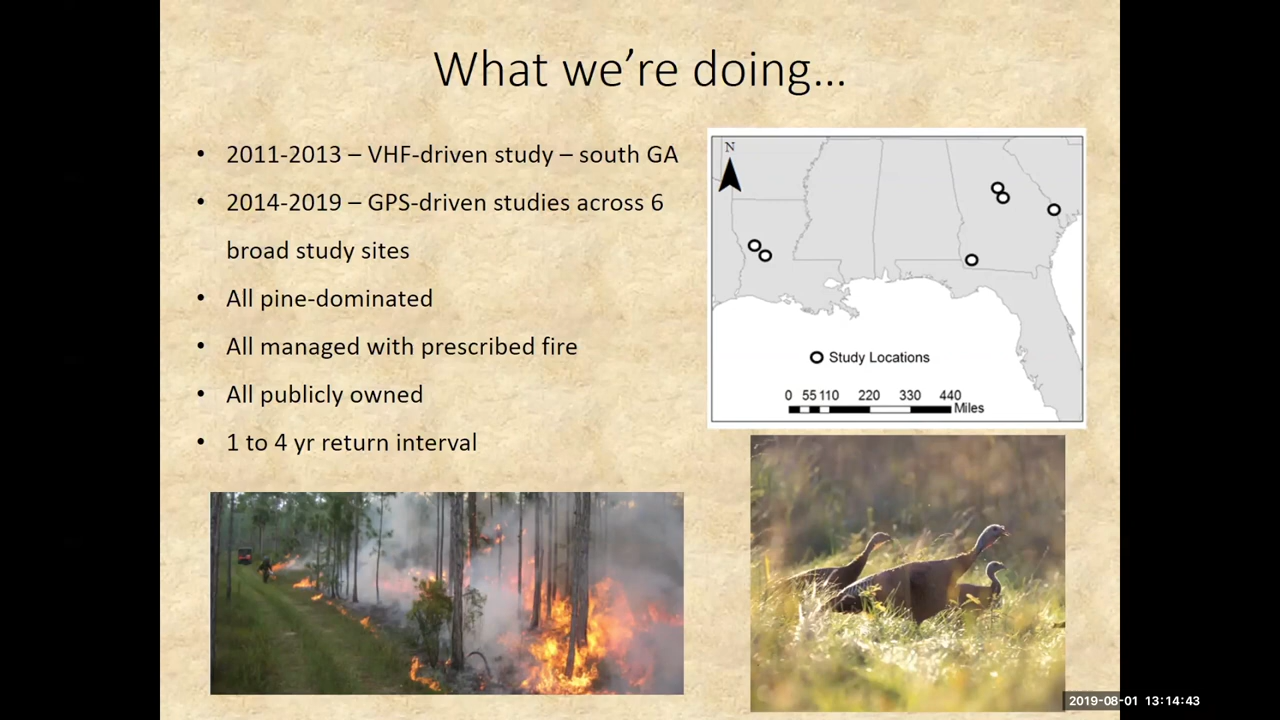 What we're doing...
• 2011-2013 – VHF-driven study – south GA
• 2014-2019 – GPS-driven studies across 6
broad study sites
• All pine-dominated
• All managed with prescribed fire
• All publicly owned
• 1 to 4 yr return interval
N
Study Locations
0 55 110 220 330 440
Miles
2019-08-01 13:14:43